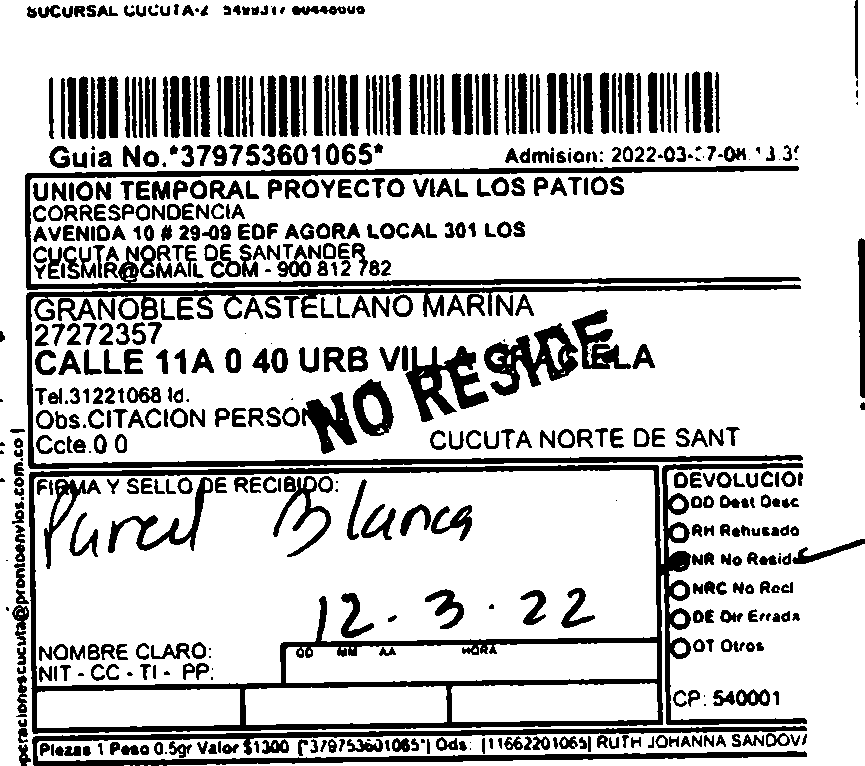 SUCURSAL CUCUTA-2
Guia No.*379753601065*
Admision: 2022-03-
UNION TEMPORAL PROYECTO VIAL LOS PATIOS
CORRESPONDENCIA
AVENIDA 10 # 29-09 EDF AGORA LOCAL 301 LOS
CUCUTA NORTE DE SANTANDER
YEISMIR@GMAIL COM - 900 812 782
GRANOBLES CASTELLANO MARINA
27272357
CALLE 11A 0 40 URB VILLA GRACIELA
NO RESIDE
Tel.31221068 Id.
Obs.CITACION PERSON
Ccte.0 0
CUCUTA NORTE DE SANT
FIRMA Y SELLO DE RECIBIDO:
Pared Blanca
12-3-22
NOMBRE CLARO:
DD MM AA HORA
NIT - CC - TI - PP:
DEVOLUCIO
DD Dest Desc
RH Rehusado
NR No Reside
NRC No Recl
DE Dir Errada
OT Otros
CP: 540001
peracionescucuta@prontoenvios.com.co |
Piezas 1 Peso 0.5gr Valor $1300 [*379753601065*] Ods: [11662201065] RUTH JOHANNA SANDOVA